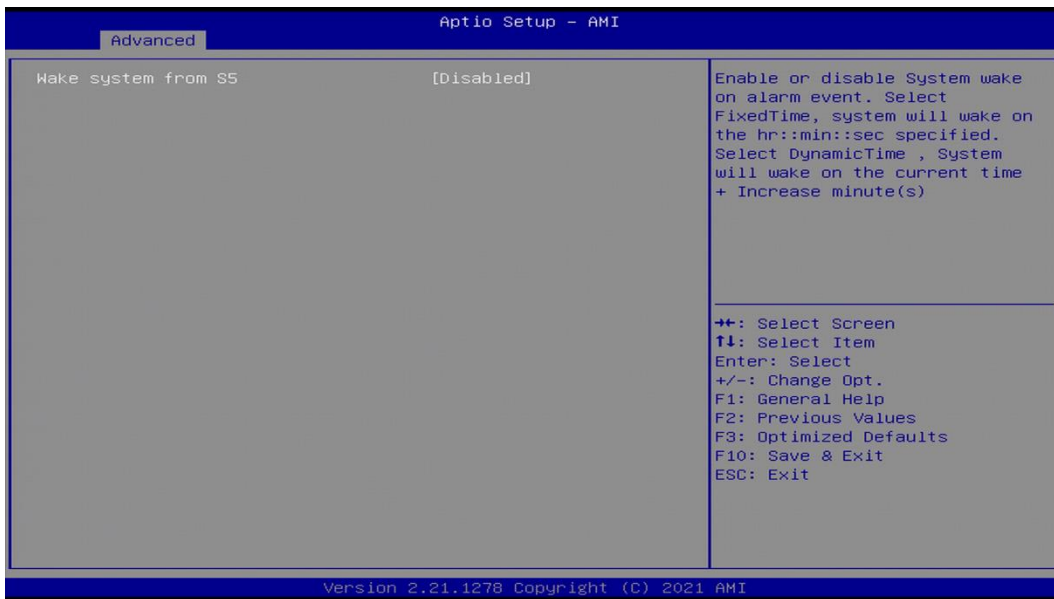 Aptio Setup – AMI
Advanced
Wake system from S5 [Disabled]
Enable or disable System wake
on alarm event. Select
FixedTime, system will wake on
the hr::min::sec specified.
Select DynamicTime , System
will wake on the current time
+ Increase minute(s)
→←: Select Screen
↑↓: Select Item
Enter: Select
+/-: Change Opt.
F1: General Help
F2: Previous Values
F3: Optimized Defaults
F10: Save & Exit
ESC: Exit
Version 2.21.1278 Copyright (C) 2021 AMI